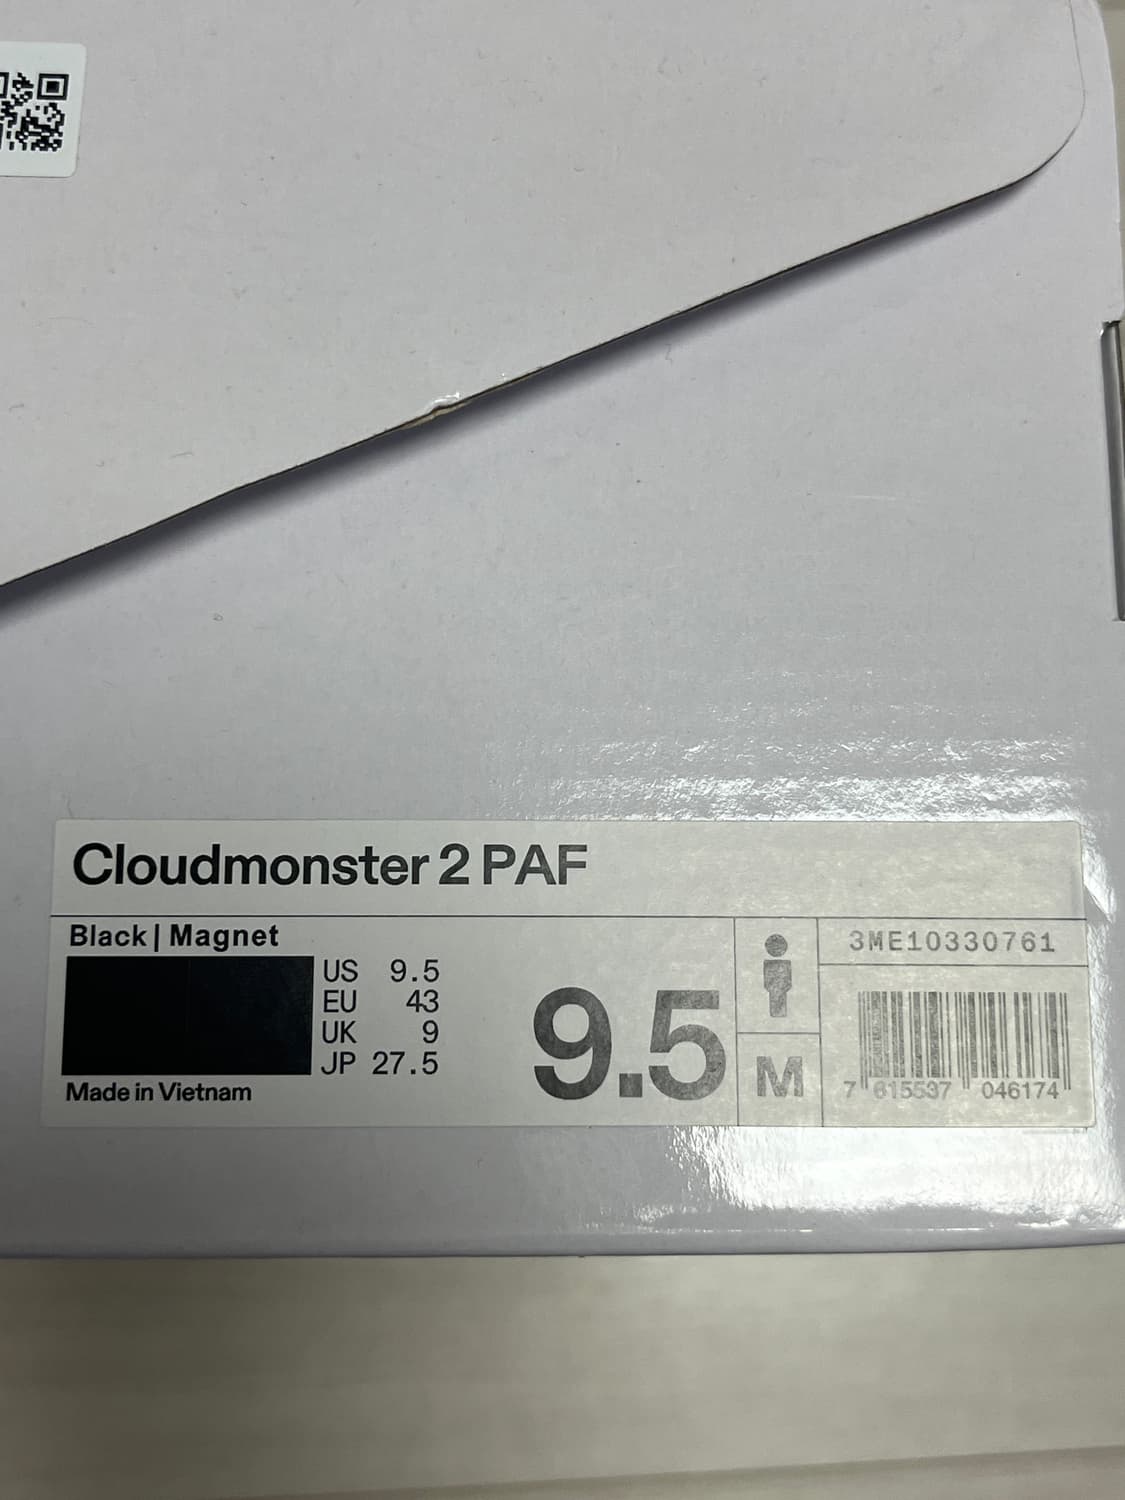 Cloudmonster 2 PAF
Black | Magnet
US 9.5
EU 43
UK 9
JP 27.5
Made in Vietnam
9.5
M
3ME10330761
7 615537 046174